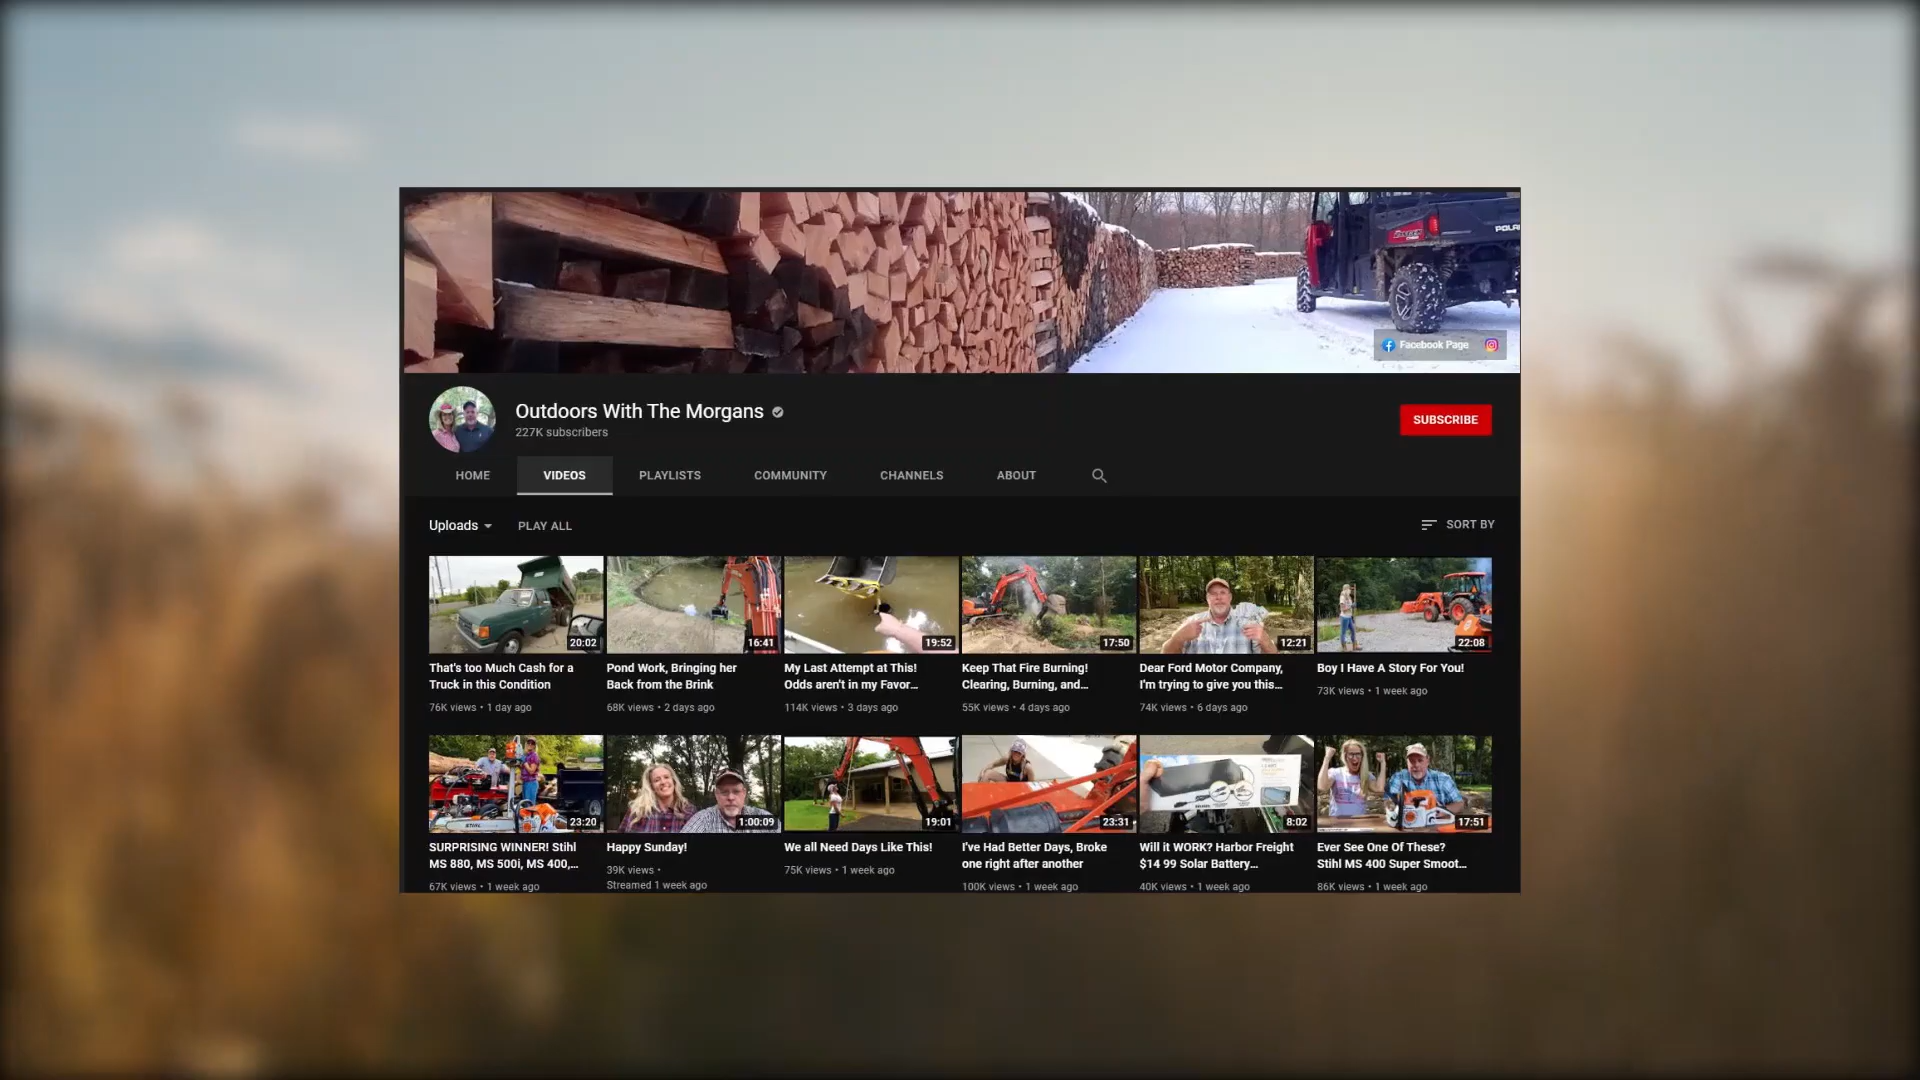 POLA
RANGER
Facebook Page
Outdoors With The Morgans
227K subscribers
SUBSCRIBE
HOME
VIDEOS
PLAYLISTS
COMMUNITY
CHANNELS
ABOUT
Uploads
PLAY ALL
SORT BY
20:02
16:41
19:52
17:50
12:21
22:08
That's too Much Cash for a
Truck in this Condition
76K views • 1 day ago
Pond Work, Bringing her
Back from the Brink
68K views • 2 days ago
My Last Attempt at This!
Odds aren't in my Favor...
114K views • 3 days ago
Keep That Fire Burning!
Clearing, Burning, and...
55K views • 4 days ago
Dear Ford Motor Company,
I'm trying to give you this...
74K views • 6 days ago
Boy I Have A Story For You!
73K views • 1 week ago
STIHL
23:20
1:00:09
19:01
23:31
8:02
17:51
SURPRISING WINNER! Stihl
MS 880, MS 500i, MS 400,...
67K views • 1 week ago
Happy Sunday!
39K views •
Streamed 1 week ago
We all Need Days Like This!
75K views • 1 week ago
I've Had Better Days, Broke
one right after another
100K views • 1 week ago
Will it WORK? Harbor Freight
$14 99 Solar Battery...
40K views • 1 week ago
Ever See One Of These?
Stihl MS 400 Super Smoot...
86K views • 1 week ago